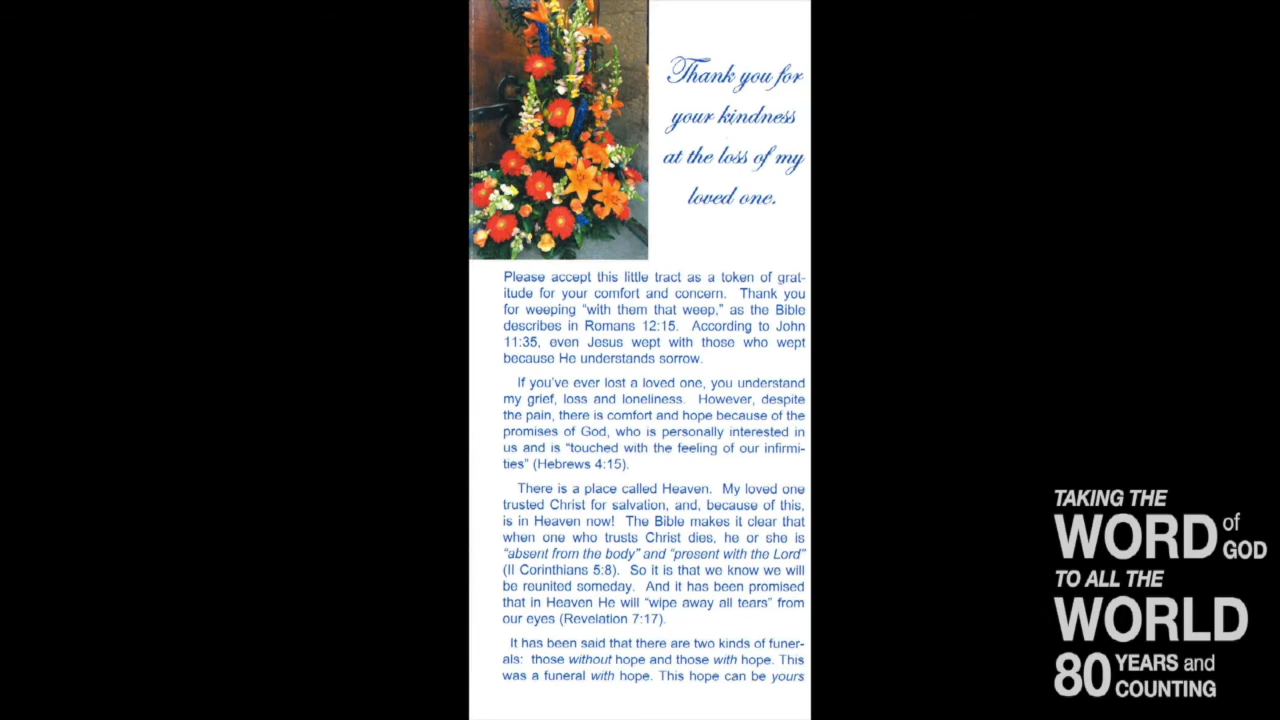 Thank you for
your kindness
at the loss of my
loved one.
Please accept this little tract as a token of grat-
itude for your comfort and concern. Thank you
for weeping “with them that weep,” as the Bible
describes in Romans 12:15. According to John
11:35, even Jesus wept with those who wept
because He understands sorrow.
If you’ve ever lost a loved one, you understand
my grief, loss and loneliness. However, despite
the pain, there is comfort and hope because of the
promises of God, who is personally interested in
us and is “touched with the feeling of our infirmi-
ties” (Hebrews 4:15).
There is a place called Heaven. My loved one
trusted Christ for salvation, and, because of this,
is in Heaven now! The Bible makes it clear that
when one who trusts Christ dies, he or she is
“absent from the body” and “present with the Lord”
(II Corinthians 5:8). So it is that we know we will
be reunited someday. And it has been promised
that in Heaven He will “wipe away all tears” from
our eyes (Revelation 7:17).
It has been said that there are two kinds of funer-
als: those without hope and those with hope. This
was a funeral with hope. This hope can be yours
TAKING THE
WORD of GOD
TO ALL THE
WORLD
80 YEARS and
COUNTING